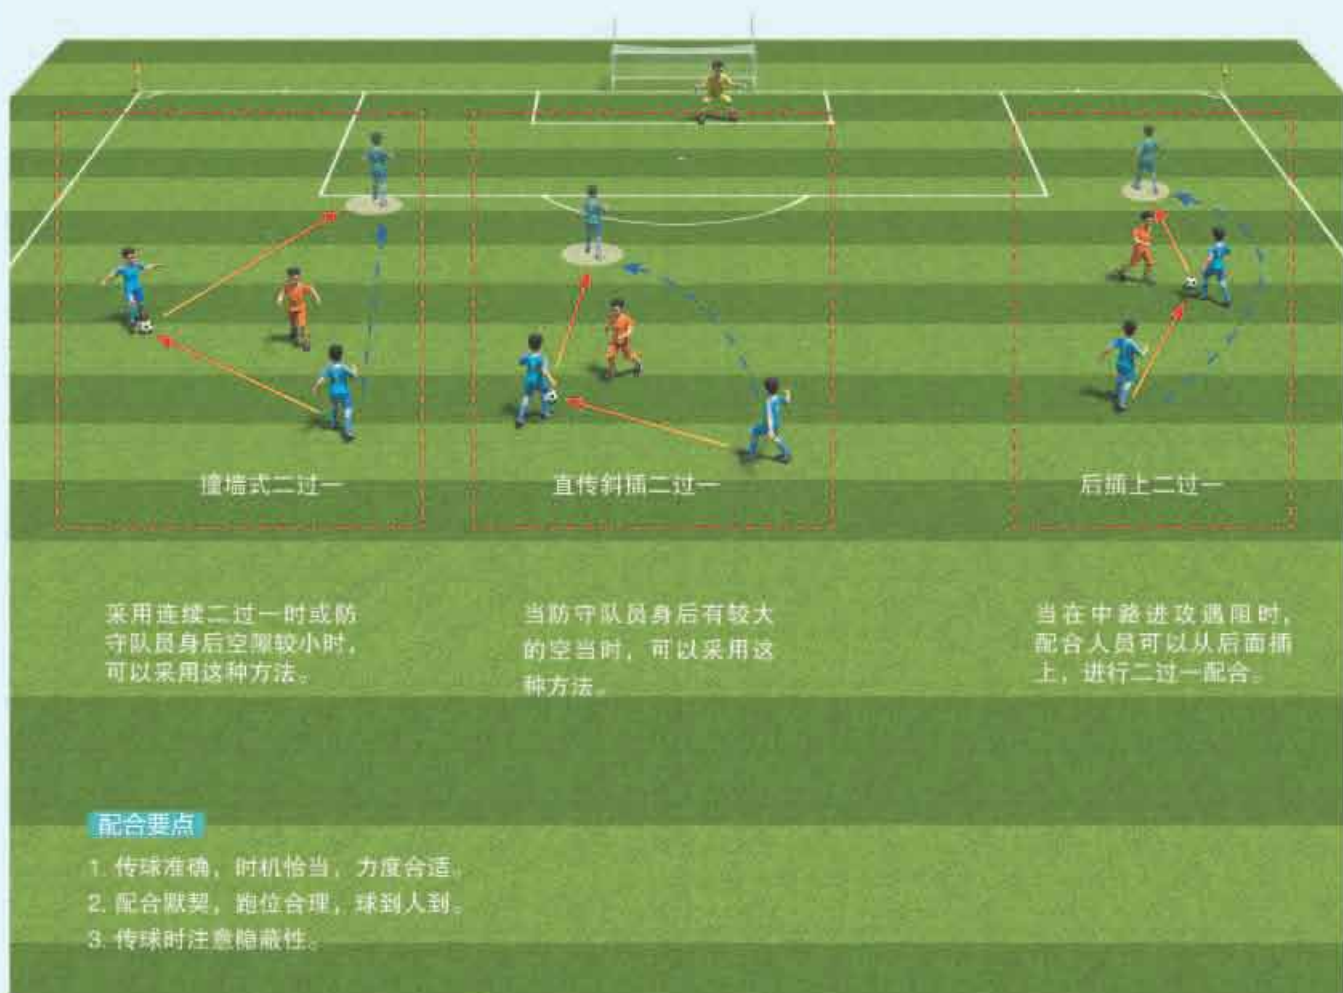 撞墙式二过一
直传斜插二过一
后插上二过一
采用连续二过一时或防
守队员身后空隙较小时，
可以采用这种方法。
当防守队员身后有较大
的空当时，可以采用这
种方法。
当在中路进攻遇阻时，
配合人员可以从后面插
上，进行二过一配合。
配合要点
1. 传球准确，时机恰当，力度合适。
2. 配合默契，跑位合理，球到人到。
3. 传球时注意隐蔽性。